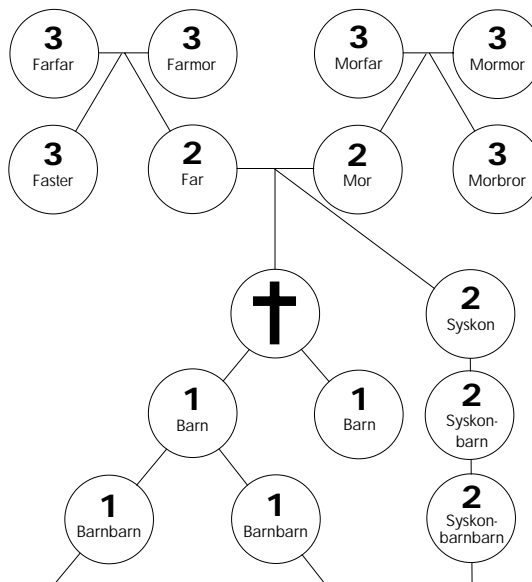 3 3 3 3
Farfar Farmor Morfar Mormor
3 2 2 3
Faster Far Mor Morbror
2
Syskon
1 1 2
Barn Barn Syskon-
barn
1 1 2
Barnbarn Barnbarn Syskon-
barnbarn